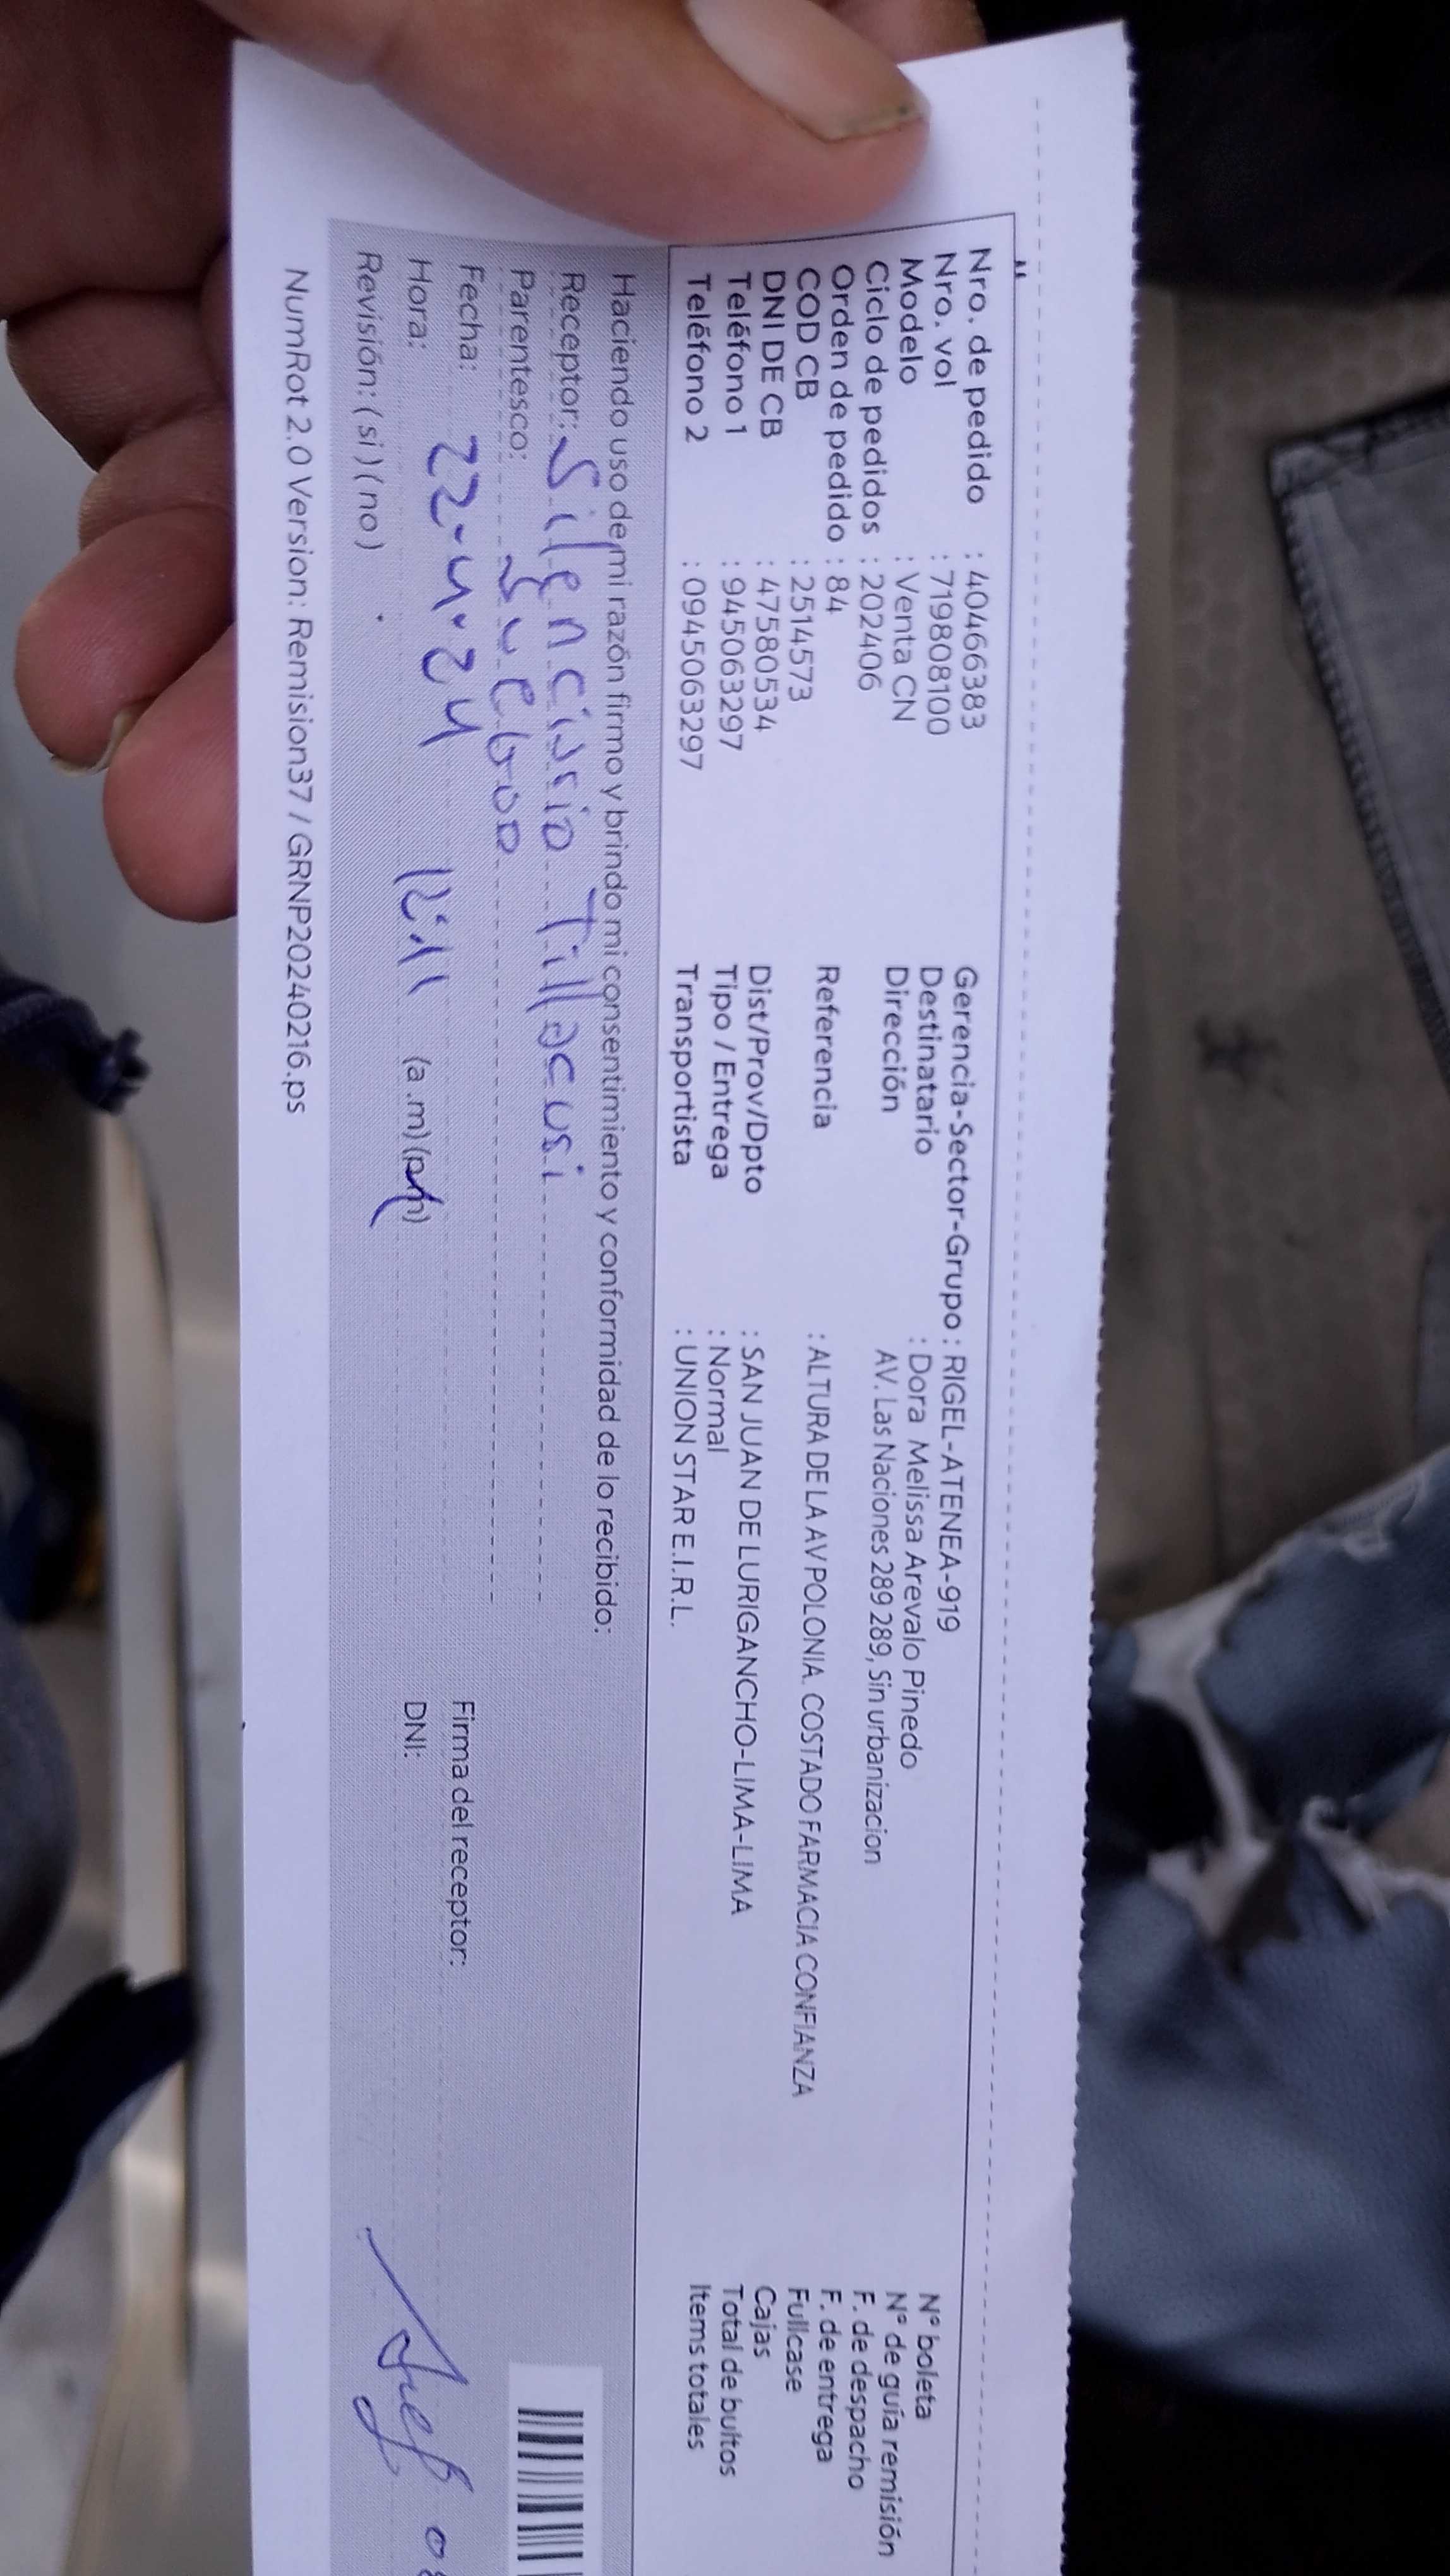 Nro. de pedido : 40466383
Nro. vol : 719808100
Modelo : Venta CN
Ciclo de pedidos : 202406
Orden de pedido : 84
COD CB : 2514573
DNI DE CB : 47580534
Teléfono 1 : 945063297
Teléfono 2 : 0945063297
Gerencia-Sector-Grupo : RIGEL-ATENEA-919
Destinatario : Dora Melissa Arevalo Pinedo
Dirección AV. Las Naciones 289 289, Sin urbanizacion
Referencia : ALTURA DE LA AV POLONIA. COSTADO FARMACIA CONFIANZA
Dist/Prov/Dpto : SAN JUAN DE LURIGANCHO-LIMA-LIMA
Tipo / Entrega : Normal
Transportista : UNION STAR E.I.R.L.
N° boleta
N° de guía remisión
F. de despacho
F. de entrega
Fullcase
Cajas
Total de bultos
Items totales
Haciendo uso de mi razón firmo y brindo mi consentimiento y conformidad de lo recibido:
Receptor: Silenciario Tillacusi
Parentesco: Suegro
Fecha: 22-4-24
Hora: 12:11 (a .m) (pm)
Revisión: ( si ) ( no )
Firma del receptor:
DNI:
NumRot 2.0 Version: Remision37 / GRNP20240216.ps